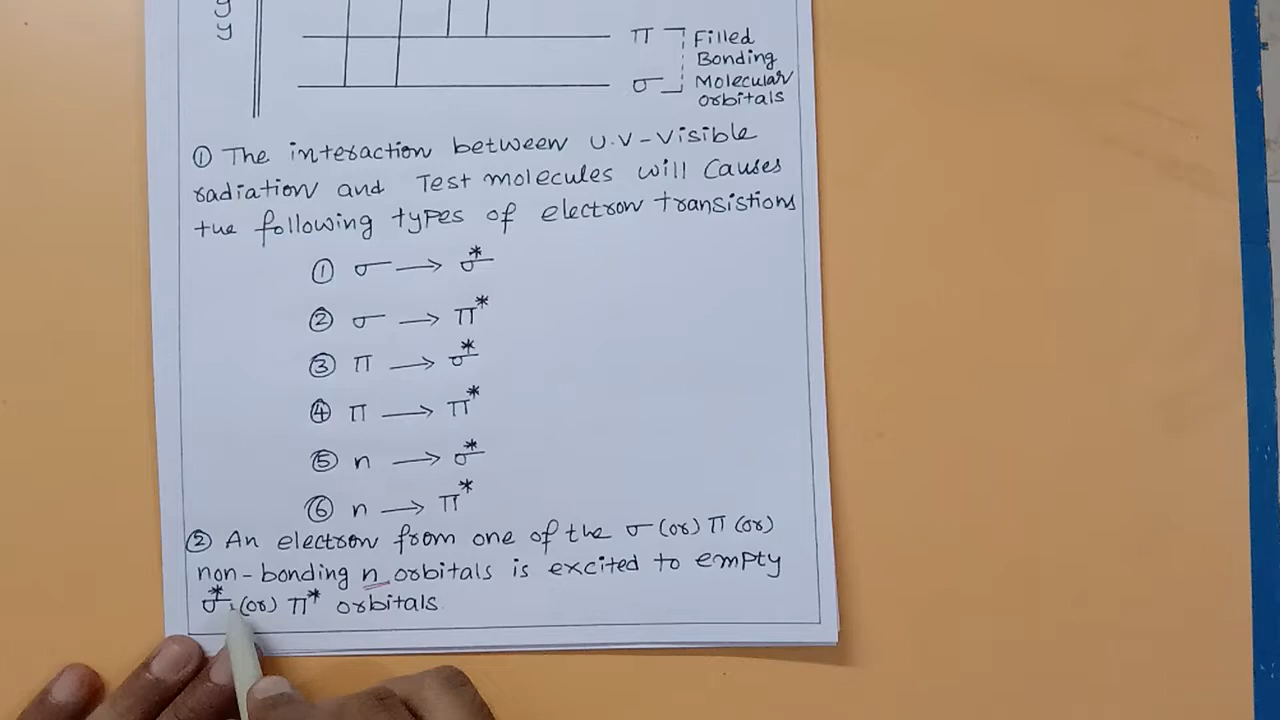 y
π Filled
Bonding
σ Molecular
orbitals
① The interaction between U.V-Visible
radiation and Test molecules will causes
the following types of electron transistions
① σ → σ*
② σ → π*
③ π → σ*
④ π → π*
⑤ n → σ*
⑥ n → π*
② An electron from one of the σ (or) π (or)
non-bonding n orbitals is excited to empty
σ* (or) π* orbitals.